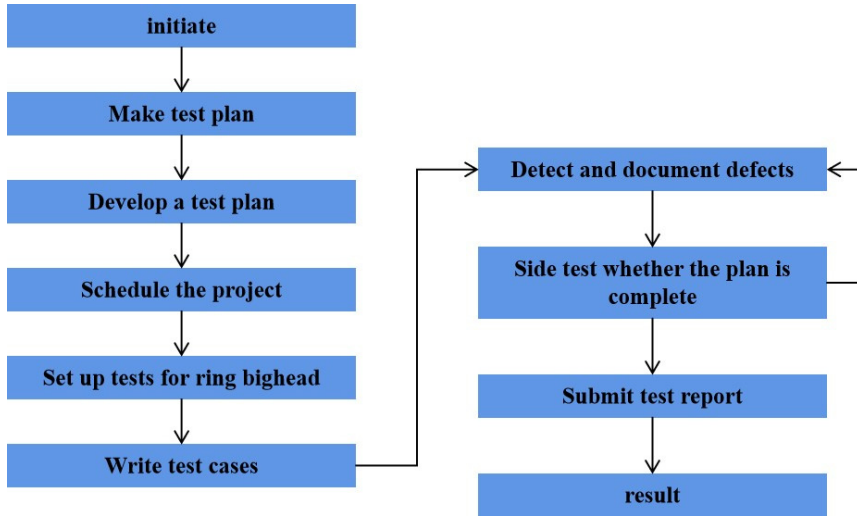 initiate
Make test plan
Develop a test plan
Schedule the project
Set up tests for ring bighead
Write test cases
Detect and document defects
Side test whether the plan is
complete
Submit test report
result